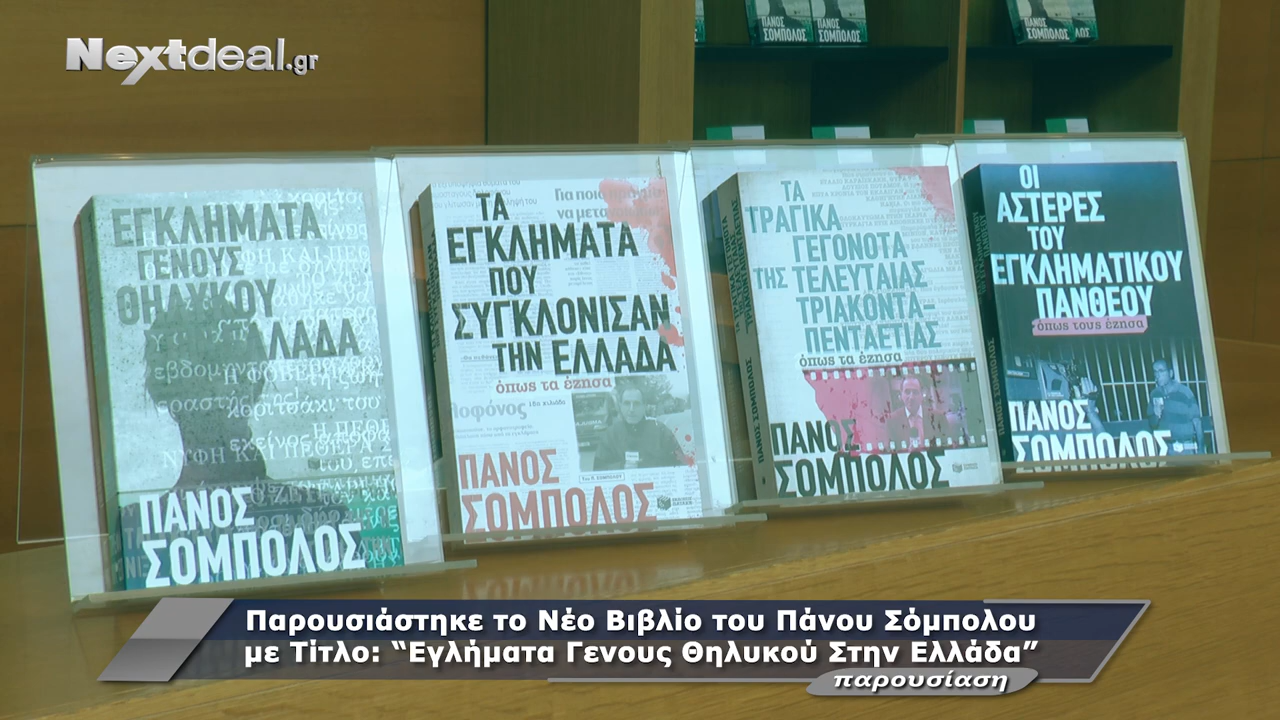 Nextdeal.gr
ΠΑΝΟΣ
ΣΟΜΠΟΛΟΣ
ΕΓΚΛΗΜΑΤΑ
ΓΕΝΟΥΣ
ΘΗΛΥΚΟΥ
ΕΛΛΑΔΑ
ΠΑΝΟΣ
ΣΟΜΠΟΛΟΣ
ΤΑ
ΕΓΚΛΗΜΑΤΑ
ΠΟΥ
ΣΥΓΚΛΟΝΙΣΑΝ
ΤΗΝ ΕΛΛΑΔΑ
όπως τα έζησα
ΠΑΝΟΣ
ΣΟΜΠΟΛΟΣ
ΤΑ
ΤΡΑΓΙΚΑ
ΓΕΓΟΝΟΤΑ
ΤΗΣ ΤΕΛΕΥΤΑΙΑΣ
ΤΡΙΑΚΟΝΤΑ-
ΠΕΝΤΑΕΤΙΑΣ
όπως τα έζησα
ΠΑΝΟΣ
ΣΟΜΠΟΛΟΣ
ΟΙ
ΑΣΤΕΡΕΣ
ΤΟΥ
ΕΓΚΛΗΜΑΤΙΚΟΥ
ΠΑΝΘΕΟΥ
όπως τους έζησα
ΠΑΝΟΣ
ΣΟΜΠΟΛΟΣ
Παρουσιάστηκε το Νέο Βιβλίο του Πάνου Σόμπολου
με Τίτλο: “Εγλήματα Γενους Θηλυκού Στην Ελλάδα”
παρουσίαση